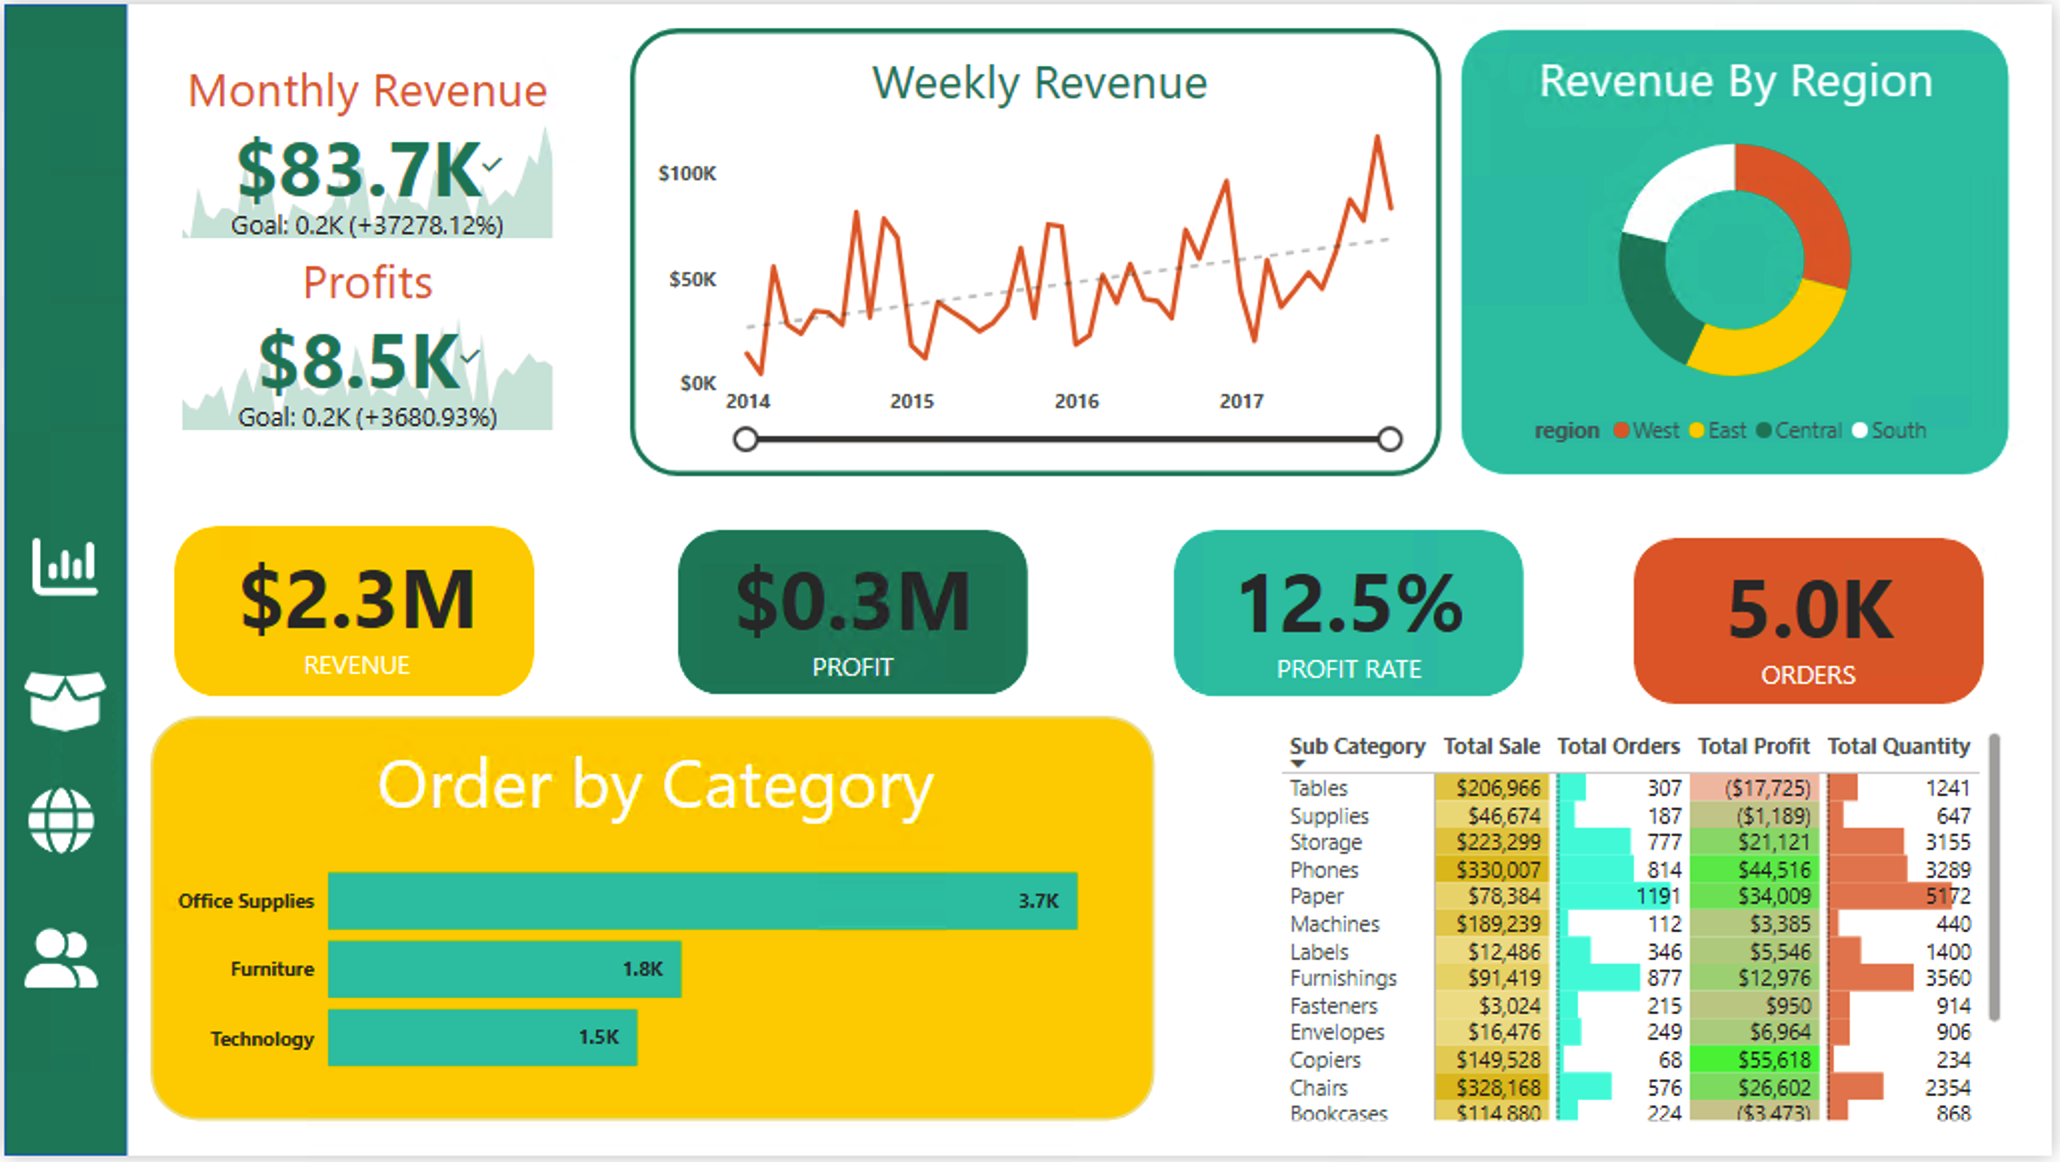 Monthly Revenue
$83.7K
Goal: 0.2K (+37278.12%)
Profits
$8.5K
Goal: 0.2K (+3680.93%)
Weekly Revenue
$100K
$50K
$0K
2014 2015 2016 2017
Revenue By Region
region West East Central South
$2.3M
REVENUE
$0.3M
PROFIT
12.5%
PROFIT RATE
5.0K
ORDERS
Order by Category
Office Supplies 3.7K
Furniture 1.8K
Technology 1.5K
Sub Category Total Sale Total Orders Total Profit Total Quantity
Tables $206,966 307 ($17,725) 1241
Supplies $46,674 187 ($1,189) 647
Storage $223,299 777 $21,121 3155
Phones $330,007 814 $44,516 3289
Paper $78,384 1191 $34,009 5172
Machines $189,239 112 $3,385 440
Labels $12,486 346 $5,546 1400
Furnishings $91,419 877 $12,976 3560
Fasteners $3,024 215 $950 914
Envelopes $16,476 249 $6,964 906
Copiers $149,528 68 $55,618 234
Chairs $328,168 576 $26,602 2354
Bookcases $114,880 224 ($3,473) 868